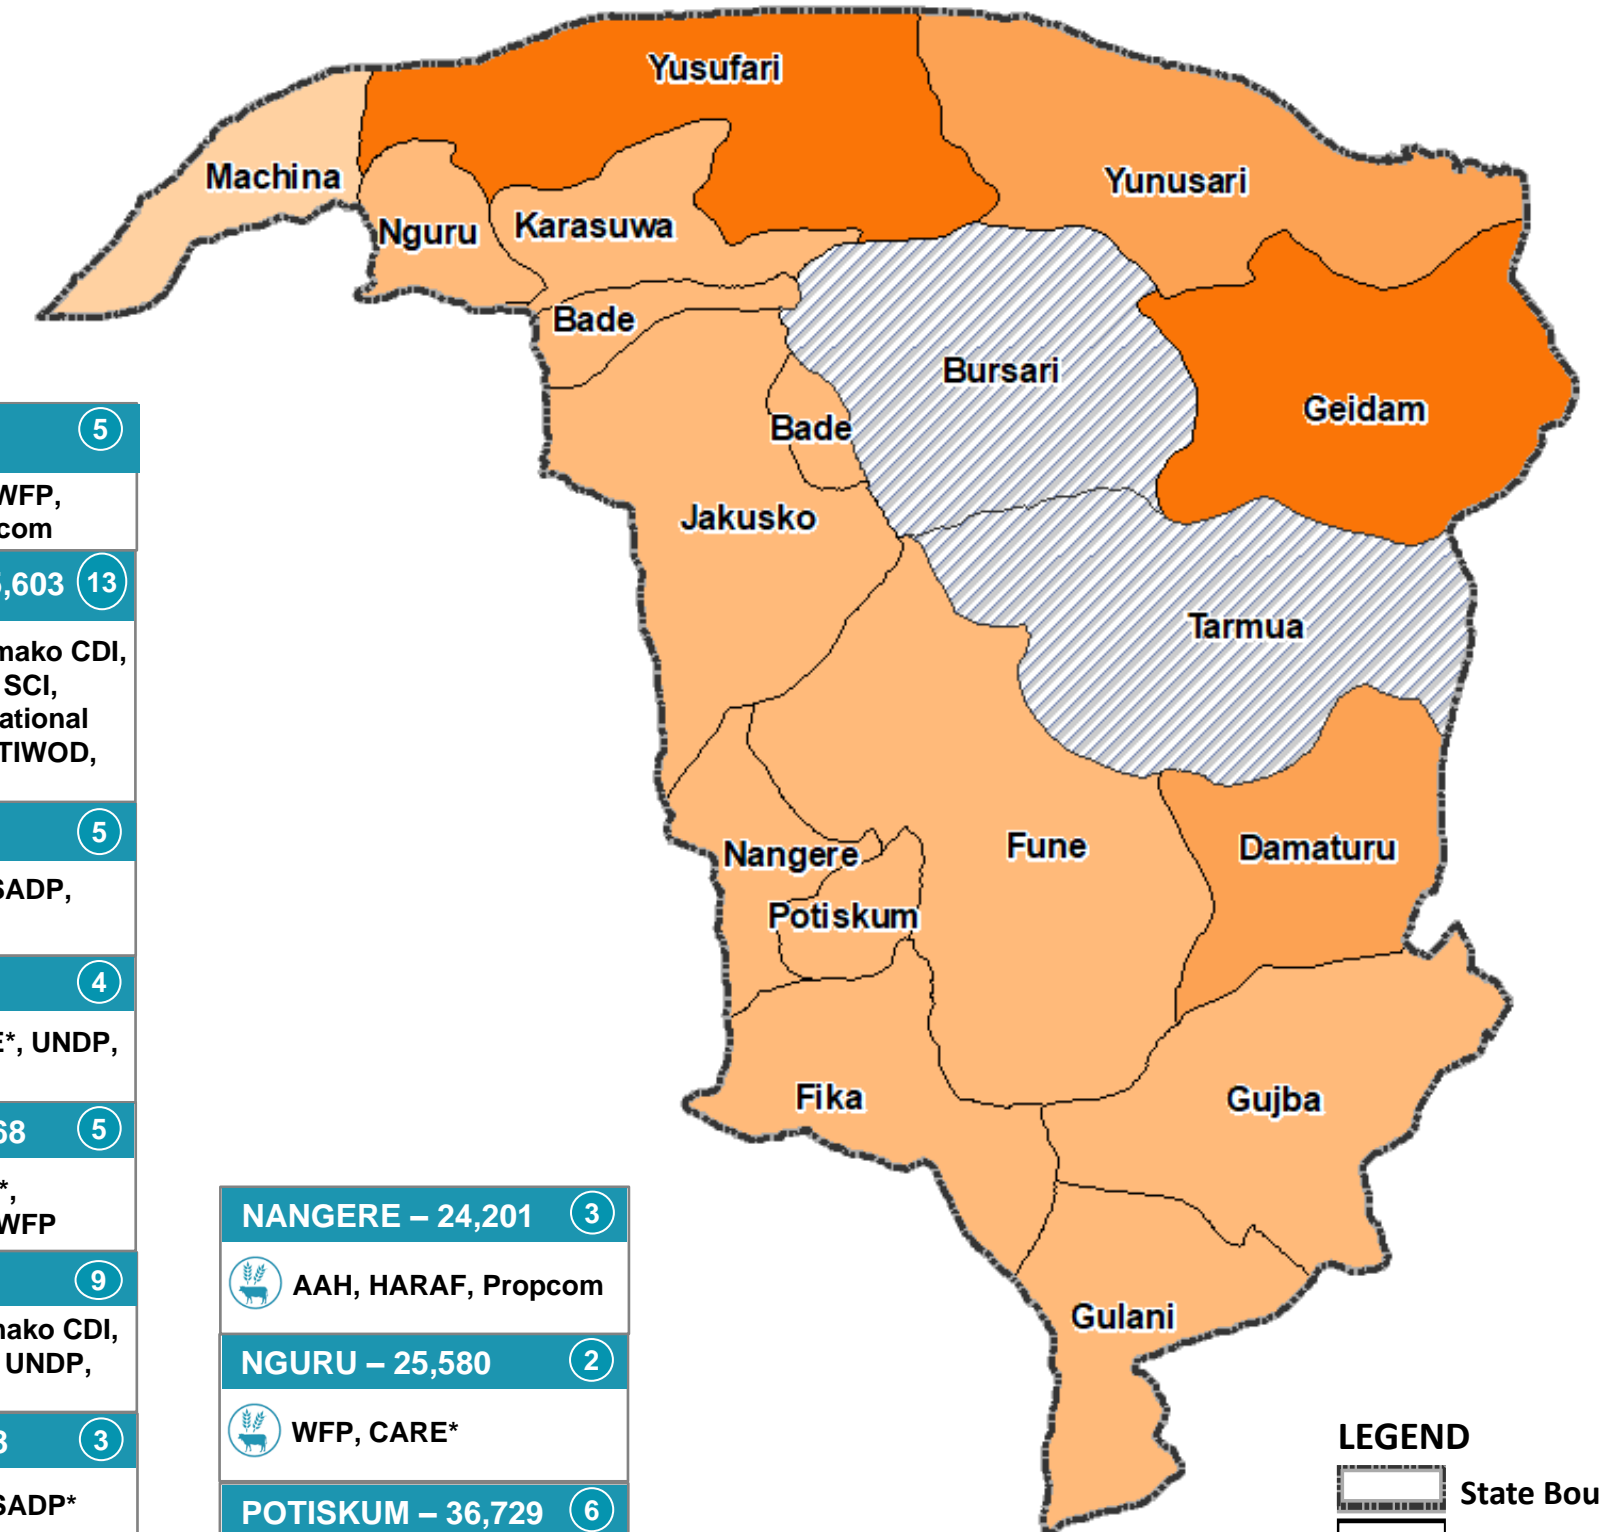 Yusufari
Machina
Yunusari
Nguru
Karasuwa
Bade
Bursari
Geidam
Bade
Jakusko
Tarmua
Nangere
Fune
Damaturu
Potiskum
Fika
Gujba
Gulani
5
WFP,
com
,603 13
mako CDI,
SCI,
ational
TIWOD,
5
SADP,
4
E*, UNDP,
68 5
*,
WFP
9
mako CDI,
UNDP,
3 3
SADP*
NANGERE – 24,201 3
AAH, HARAF, Propcom
NGURU – 25,580 2
WFP, CARE*
POTISKUM – 36,729 6
LEGEND
State Bou